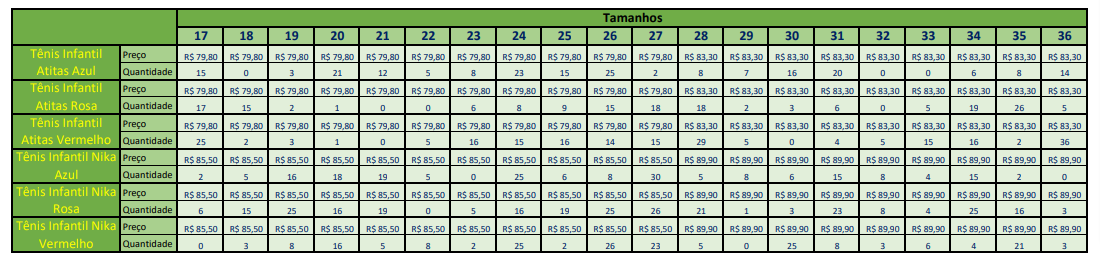 Tamanhos
17 18 19 20 21 22 23 24 25 26 27 28 29 30 31 32 33 34 35 36
Tênis Infantil Atitas Azul
Preço R$ 79,80 R$ 79,80 R$ 79,80 R$ 79,80 R$ 79,80 R$ 79,80 R$ 79,80 R$ 79,80 R$ 79,80 R$ 79,80 R$ 79,80 R$ 83,30 R$ 83,30 R$ 83,30 R$ 83,30 R$ 83,30 R$ 83,30 R$ 83,30 R$ 83,30 R$ 83,30
Quantidade 15 0 3 21 12 5 8 23 15 25 2 8 7 16 20 0 0 6 8 14
Tênis Infantil Atitas Rosa
Preço R$ 79,80 R$ 79,80 R$ 79,80 R$ 79,80 R$ 79,80 R$ 79,80 R$ 79,80 R$ 79,80 R$ 79,80 R$ 79,80 R$ 79,80 R$ 83,30 R$ 83,30 R$ 83,30 R$ 83,30 R$ 83,30 R$ 83,30 R$ 83,30 R$ 83,30 R$ 83,30
Quantidade 17 15 2 1 0 0 6 8 9 15 18 18 2 3 6 0 5 19 26 5
Tênis Infantil Atitas Vermelho
Preço R$ 79,80 R$ 79,80 R$ 79,80 R$ 79,80 R$ 79,80 R$ 79,80 R$ 79,80 R$ 79,80 R$ 79,80 R$ 79,80 R$ 79,80 R$ 83,30 R$ 83,30 R$ 83,30 R$ 83,30 R$ 83,30 R$ 83,30 R$ 83,30 R$ 83,30 R$ 83,30
Quantidade 25 2 3 1 0 5 16 15 16 14 15 29 5 0 4 5 15 16 2 36
Tênis Infantil Nika Azul
Preço R$ 85,50 R$ 85,50 R$ 85,50 R$ 85,50 R$ 85,50 R$ 85,50 R$ 85,50 R$ 85,50 R$ 85,50 R$ 85,50 R$ 85,50 R$ 89,90 R$ 89,90 R$ 89,90 R$ 89,90 R$ 89,90 R$ 89,90 R$ 89,90 R$ 89,90 R$ 89,90
Quantidade 2 5 16 18 19 5 0 25 6 8 30 5 8 6 15 8 4 15 2 0
Tênis Infantil Nika Rosa
Preço R$ 85,50 R$ 85,50 R$ 85,50 R$ 85,50 R$ 85,50 R$ 85,50 R$ 85,50 R$ 85,50 R$ 85,50 R$ 85,50 R$ 85,50 R$ 89,90 R$ 89,90 R$ 89,90 R$ 89,90 R$ 89,90 R$ 89,90 R$ 89,90 R$ 89,90 R$ 89,90
Quantidade 6 15 25 16 19 0 5 16 19 25 26 21 1 3 23 8 4 25 16 3
Tênis Infantil Nika Vermelho
Preço R$ 85,50 R$ 85,50 R$ 85,50 R$ 85,50 R$ 85,50 R$ 85,50 R$ 85,50 R$ 85,50 R$ 85,50 R$ 85,50 R$ 85,50 R$ 89,90 R$ 89,90 R$ 89,90 R$ 89,90 R$ 89,90 R$ 89,90 R$ 89,90 R$ 89,90 R$ 89,90
Quantidade 0 3 8 16 5 8 2 25 2 26 23 5 0 25 8 3 6 4 21 3